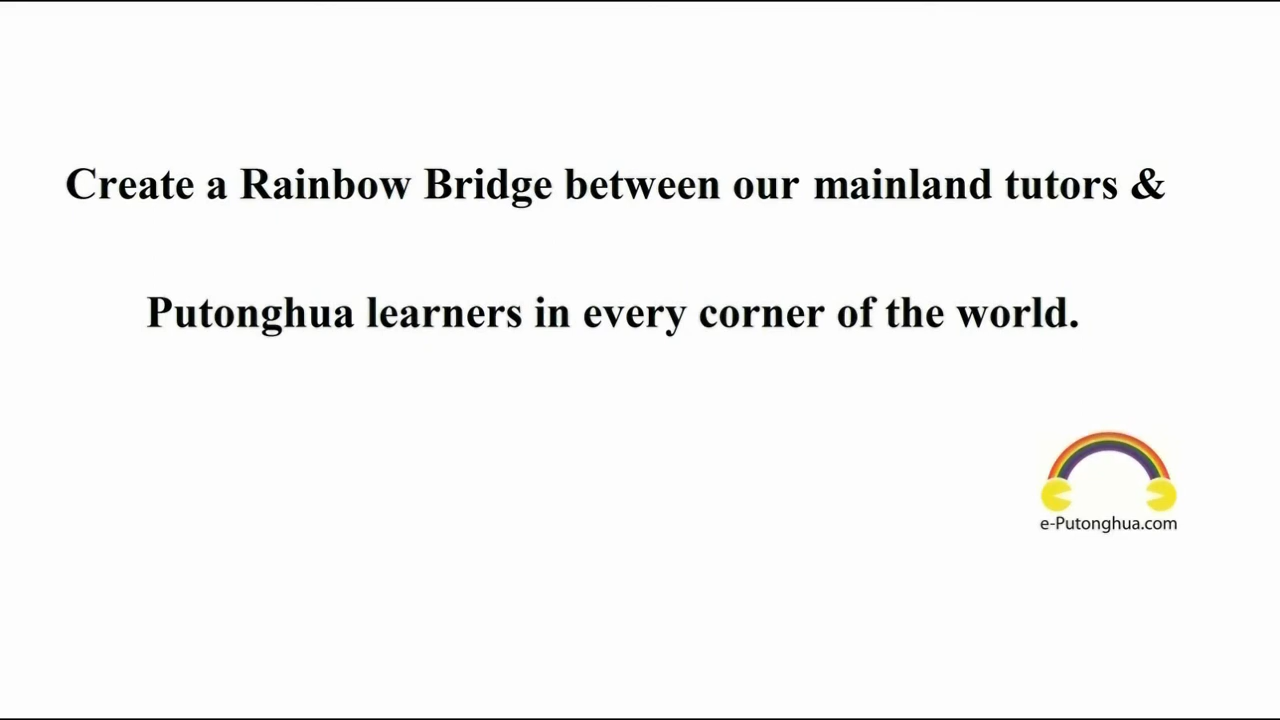 Create a Rainbow Bridge between our mainland tutors &
Putonghua learners in every corner of the world.
e-Putonghua.com